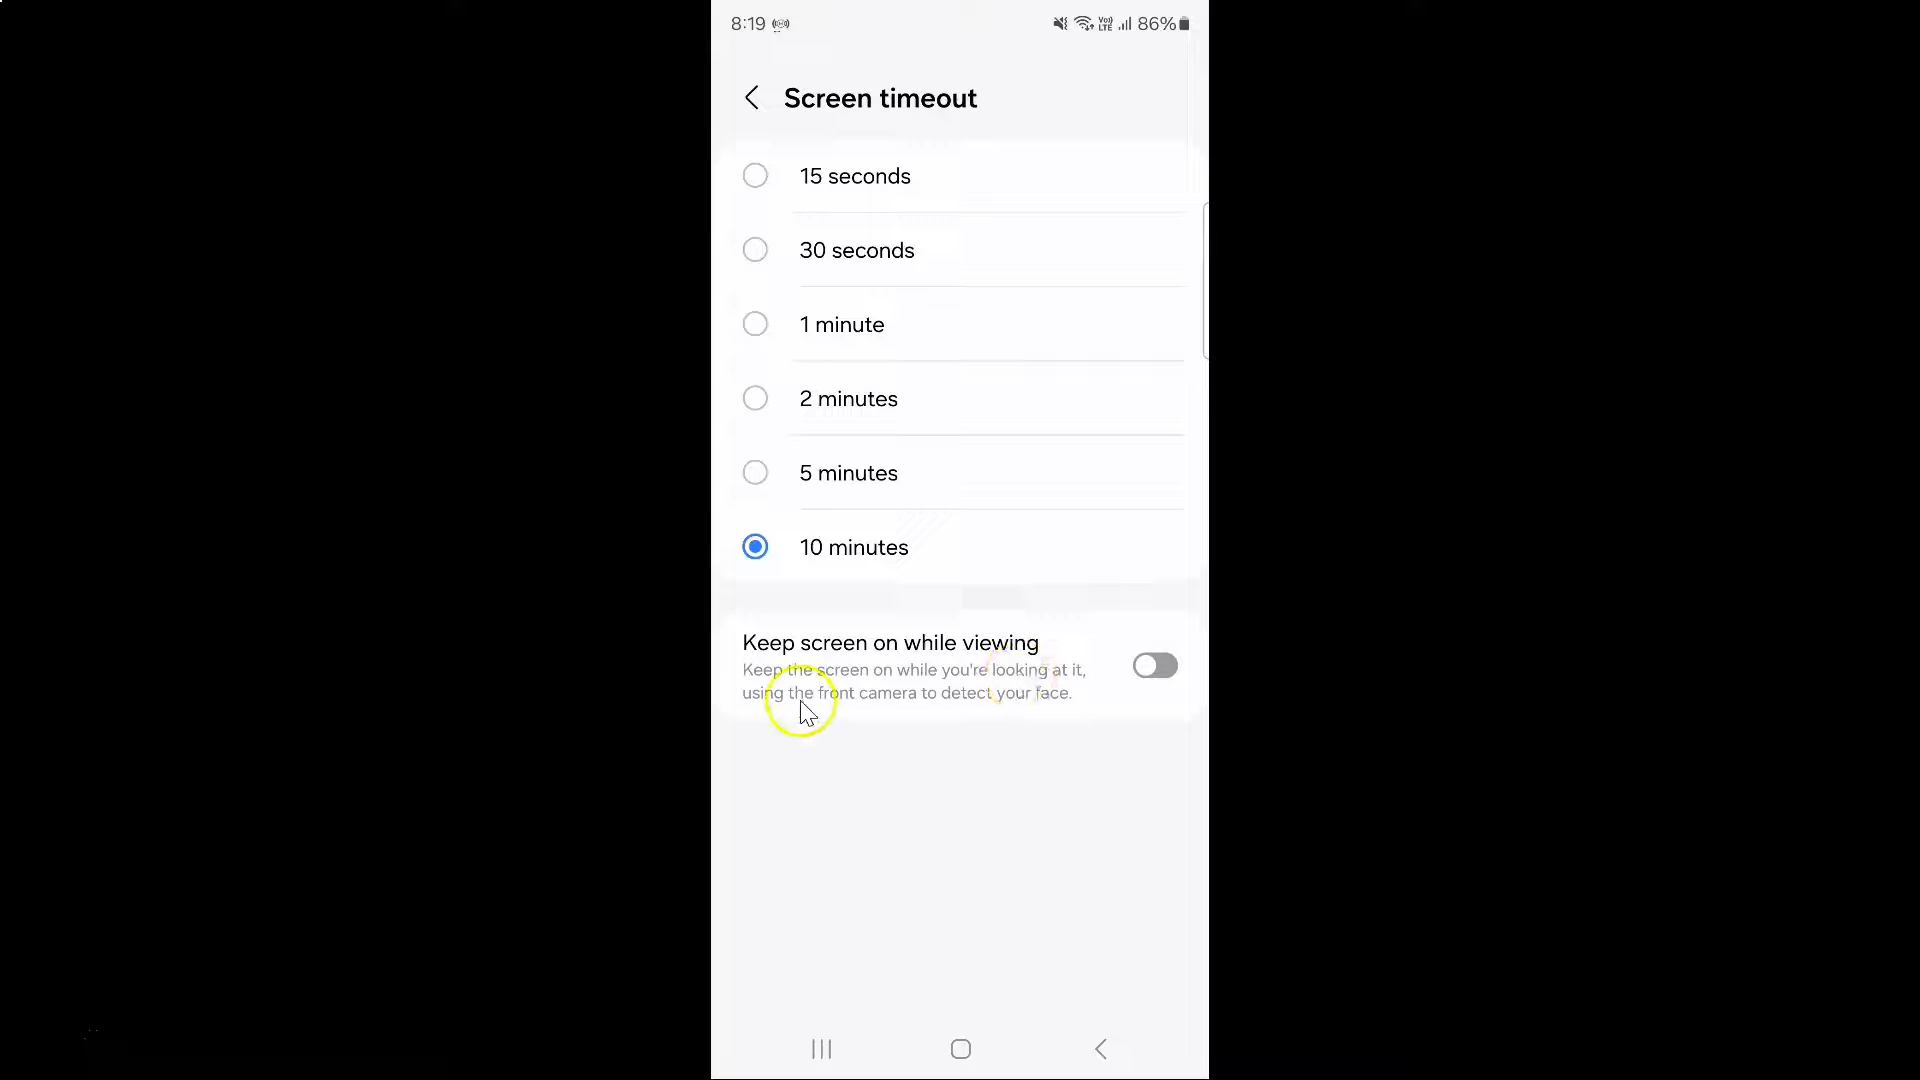 8:19 86%
Screen timeout
15 seconds
30 seconds
1 minute
2 minutes
5 minutes
10 minutes
Keep screen on while viewing
Keep the screen on while you're looking at it,
using the front camera to detect your face.